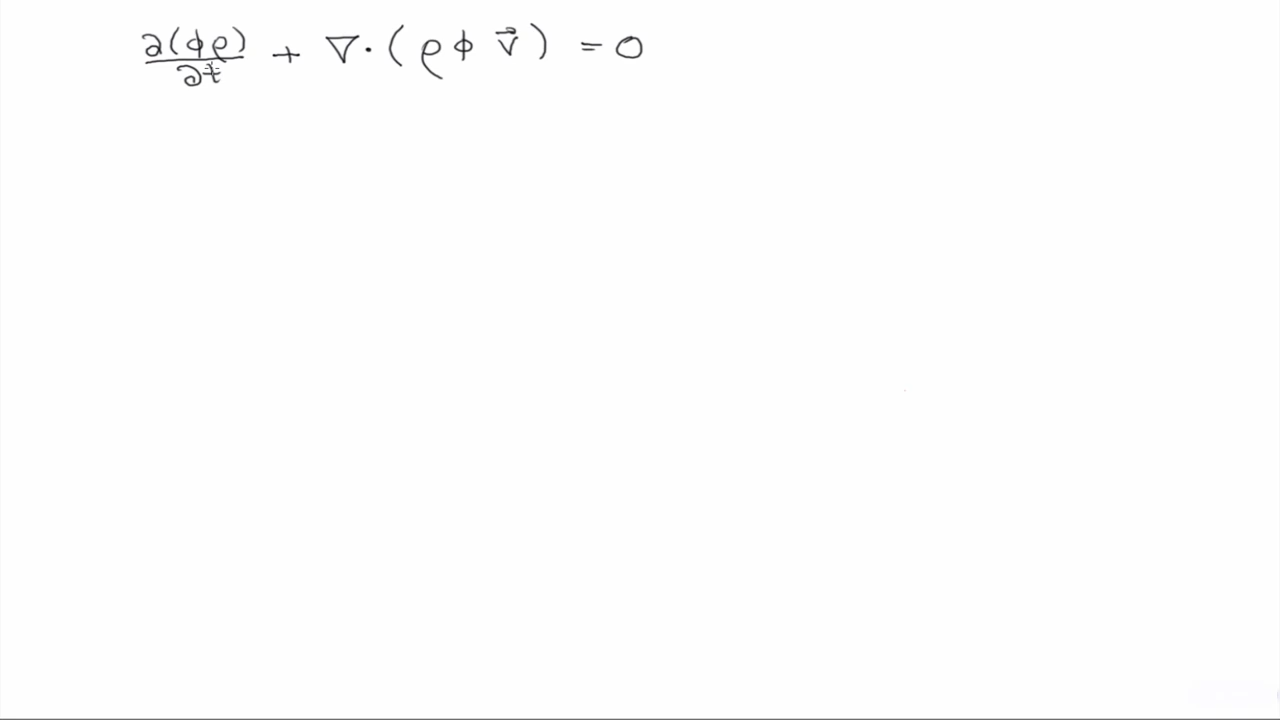 ∂(ϕρ)/∂t + ∇·(ρϕv⃗) = 0